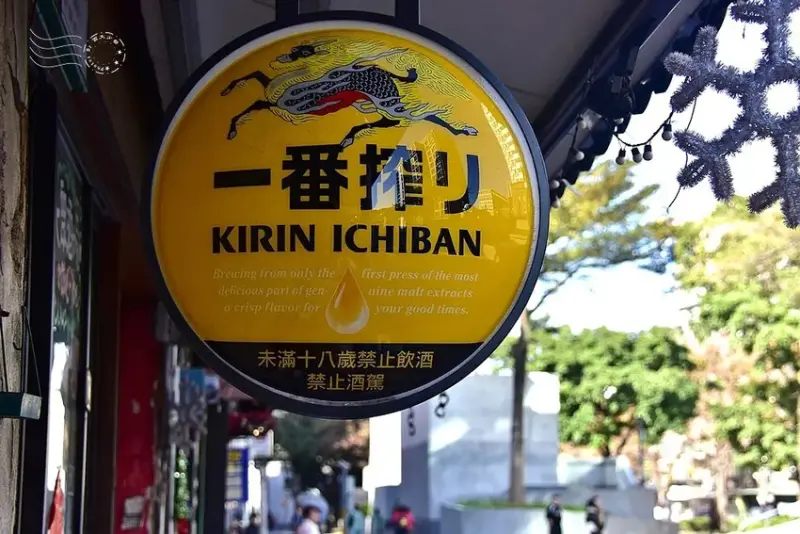 一番搾り
KIRIN ICHIBAN
Brewing from only the first press of the most
delicious part of genuine malt extracts
a crisp flavor for your good times.
未滿十八歲禁止飲酒
禁止酒駕